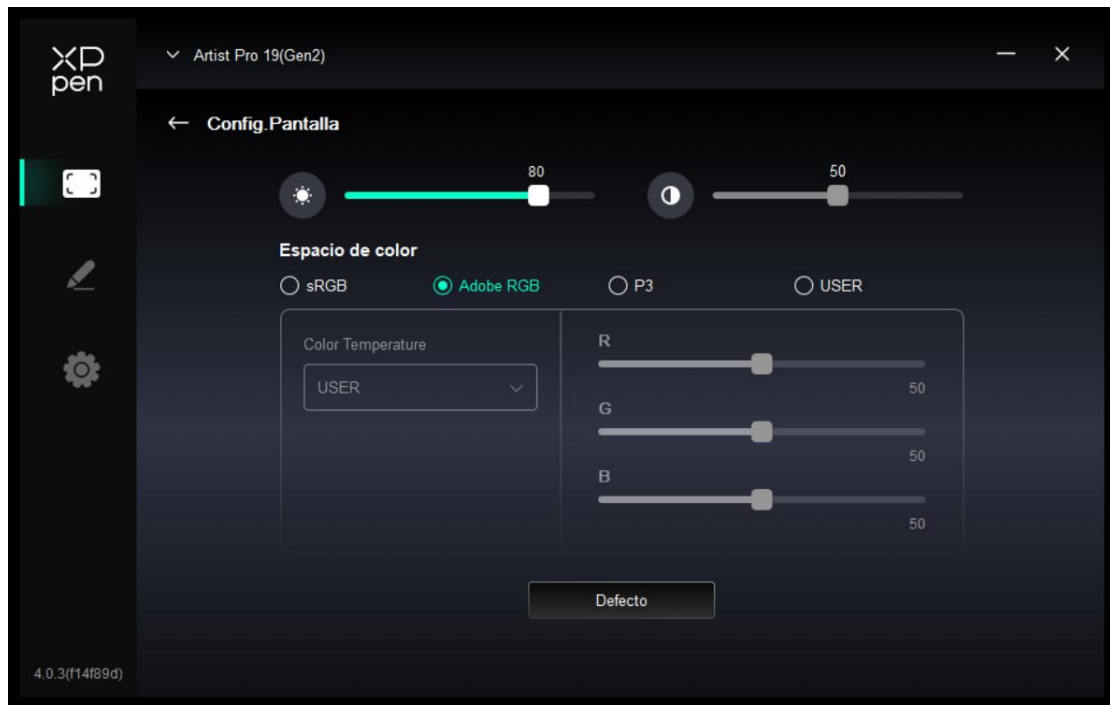 XP
pen
Artist Pro 19(Gen2)
Config.Pantalla
80
50
Espacio de color
sRGB
Adobe RGB
P3
USER
Color Temperature
USER
R
50
G
50
B
50
Defecto
4.0.3(f14f89d)